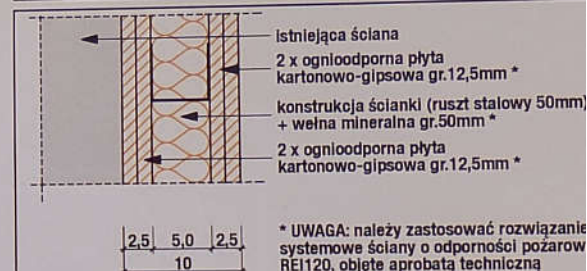 istniejąca ściana
2 x ognioodporna płyta
kartonowo-gipsowa gr.12,5mm *
konstrukcja ścianki (ruszt stalowy 50mm)
+ wełna mineralna gr.50mm *
2 x ognioodporna płyta
kartonowo-gipsowa gr.12,5mm *
2,5 5,0 2,5
10
* UWAGA: należy zastosować rozwiązanie
systemowe ściany o odporności pożarowej
REI120, objęte aprobatą techniczną